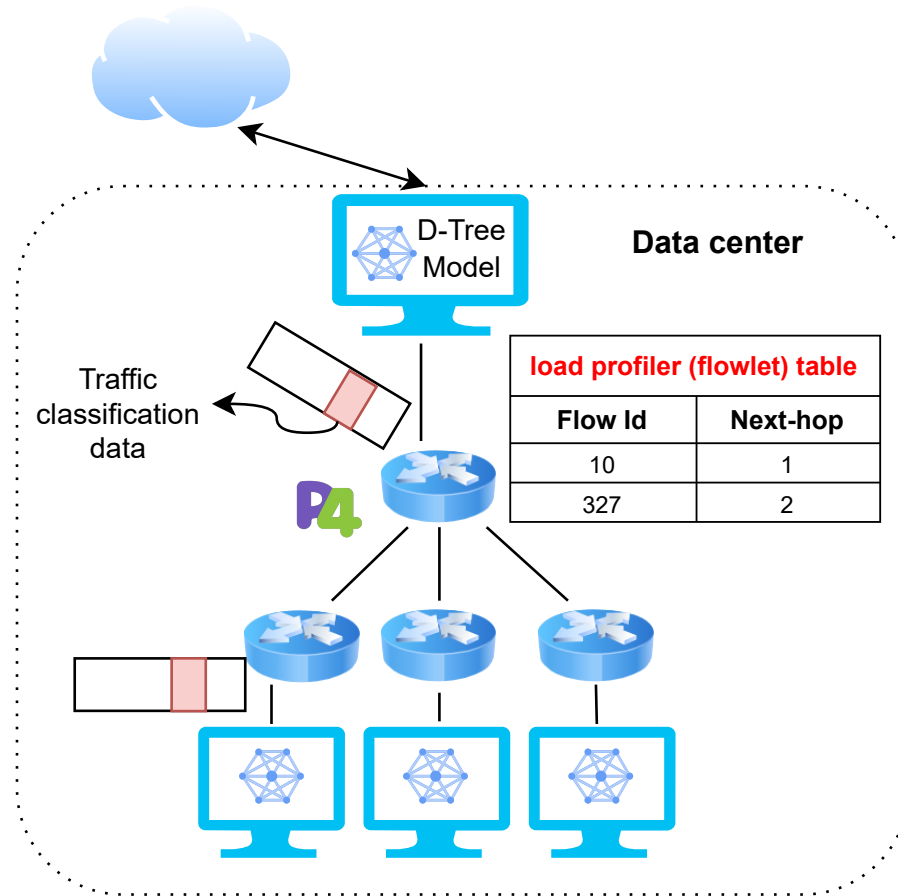 D-Tree
Model
Data center
Traffic
classification
data
load profiler (flowlet) table
Flow Id Next-hop
10 1
327 2
P4